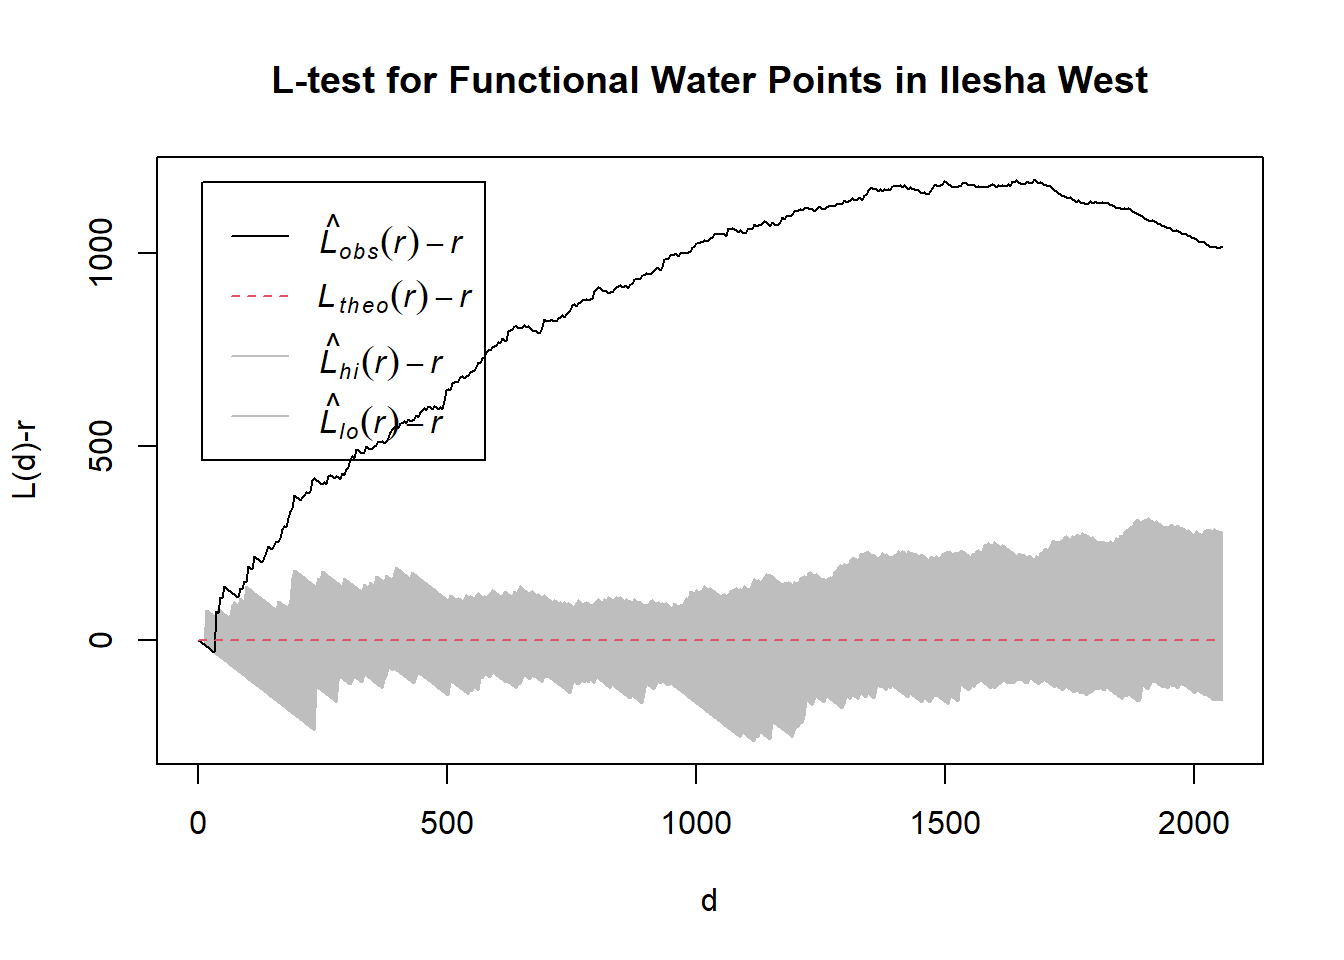 L-test for Functional Water Points in Ilesha West
L̂obs(r) – r
Ltheo(r) – r
L̂hi(r) – r
L̂lo(r) – r
L(d)-r
1000
500
0
0 500 1000 1500 2000
d